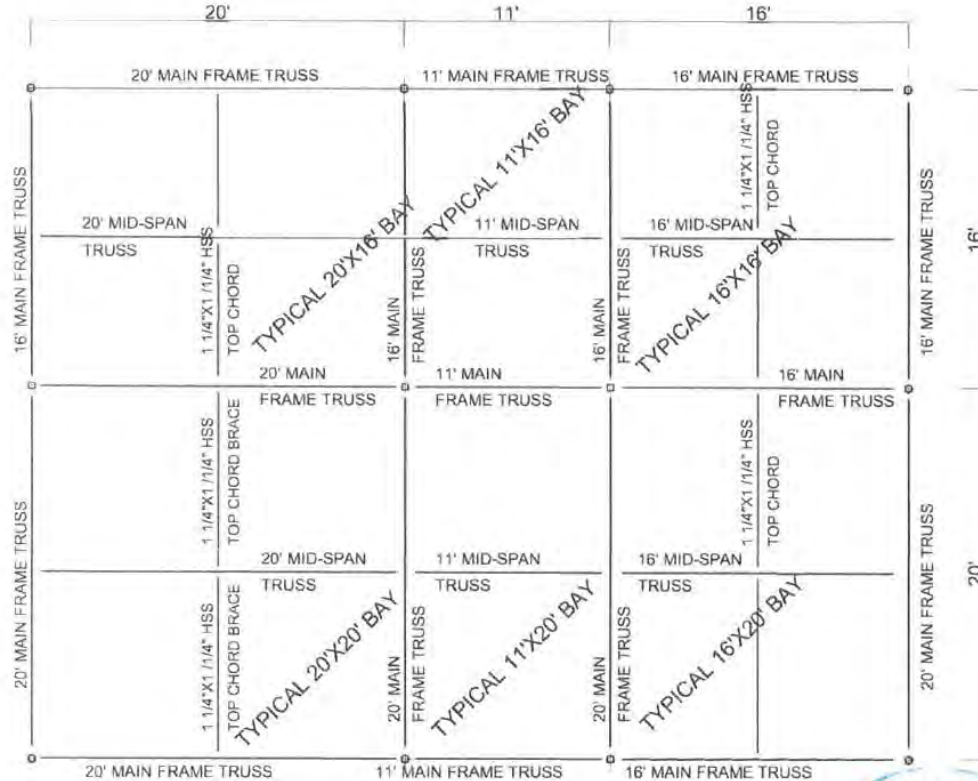 20' 11' 16'
20' MAIN FRAME TRUSS 11' MAIN FRAME TRUSS 16' MAIN FRAME TRUSS
16' MAIN FRAME TRUSS
1 1/4"X1 /1/4" HSS
TOP CHORD
TYPICAL 20'X16' BAY
TYPICAL 11'X16' BAY
1 1/4"X1 /1/4" HSS
TOP CHORD
TYPICAL 16'X16' BAY
16' MAIN FRAME TRUSS
16'
20' MID-SPAN 11' MID-SPAN 16' MID-SPAN
TRUSS TRUSS TRUSS
16' MAIN
FRAME TRUSS
16' MAIN
FRAME TRUSS
20' MAIN 11' MAIN 16' MAIN
FRAME TRUSS FRAME TRUSS FRAME TRUSS
20' MAIN FRAME TRUSS
1 1/4"X1 /1/4" HSS
TOP CHORD BRACE
1 1/4"X1 /1/4" HSS
TOP CHORD
20' MAIN FRAME TRUSS
20'
20' MID-SPAN 11' MID-SPAN 16' MID-SPAN
TRUSS TRUSS TRUSS
1 1/4"X1 /1/4" HSS
TOP CHORD BRACE
TYPICAL 20'X20' BAY
20' MAIN
FRAME TRUSS
TYPICAL 11'X20' BAY
20' MAIN
FRAME TRUSS
TYPICAL 16'X20' BAY
20' MAIN FRAME TRUSS 11' MAIN FRAME TRUSS 16' MAIN FRAME TRUSS